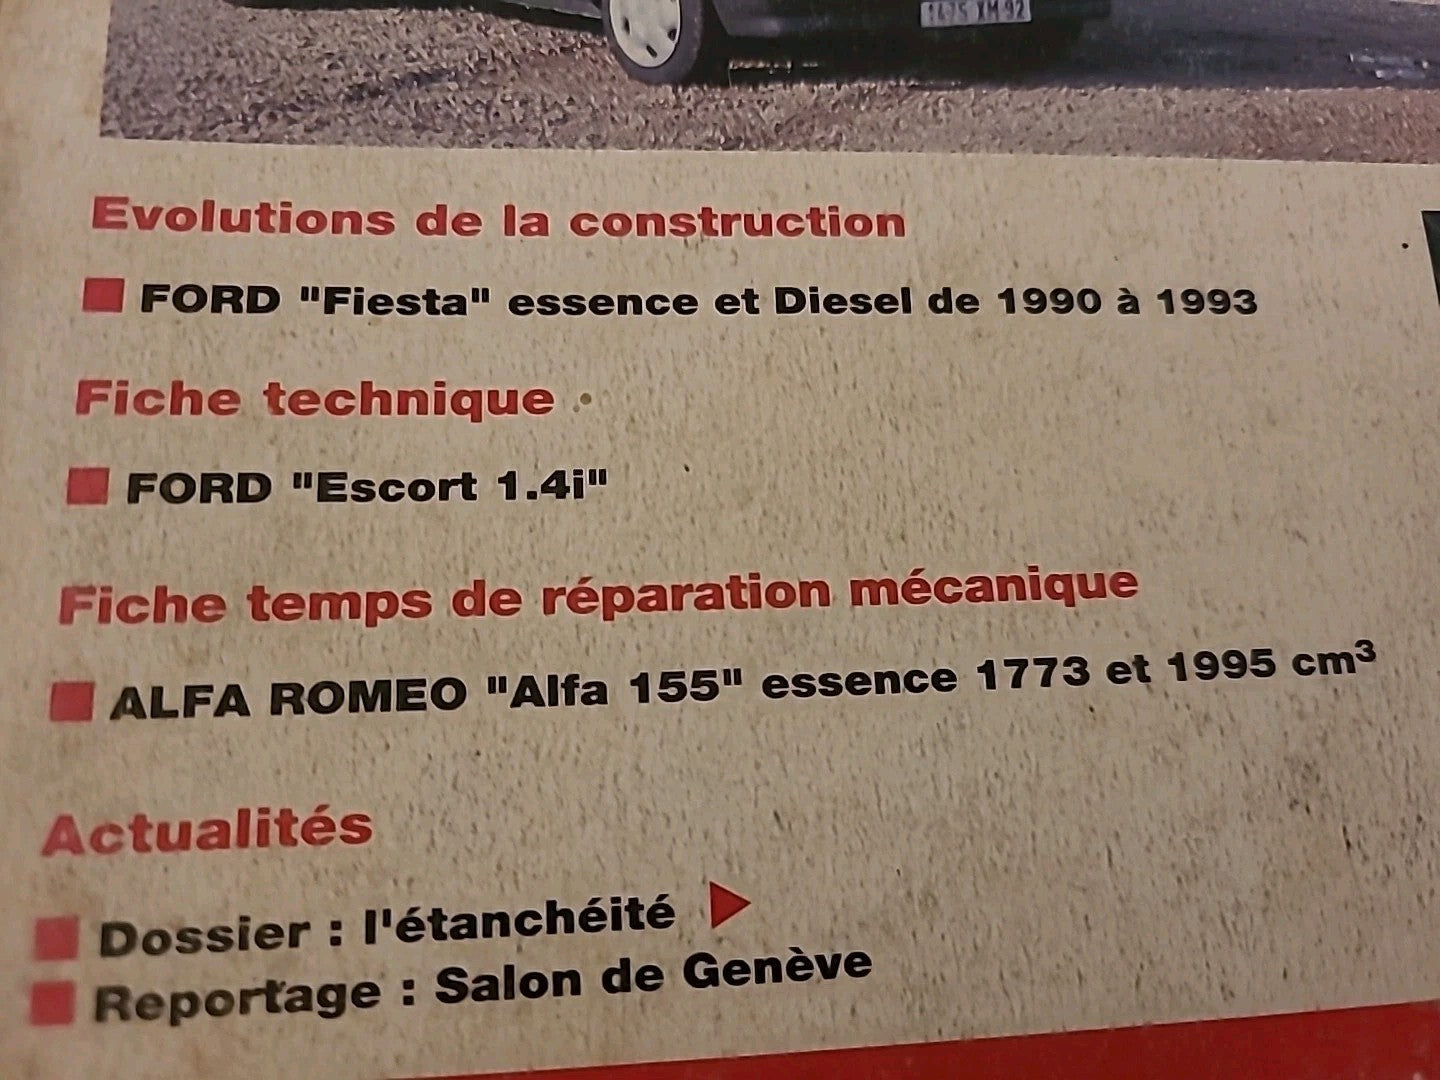 Evolutions de la construction
FORD "Fiesta" essence et Diesel de 1990 à 1993
Fiche technique
FORD "Escort 1.4i"
Fiche temps de réparation mécanique
ALFA ROMEO "Alfa 155" essence 1773 et 1995 cm³
Actualités
Dossier : l'étanchéité
Reportage : Salon de Genève